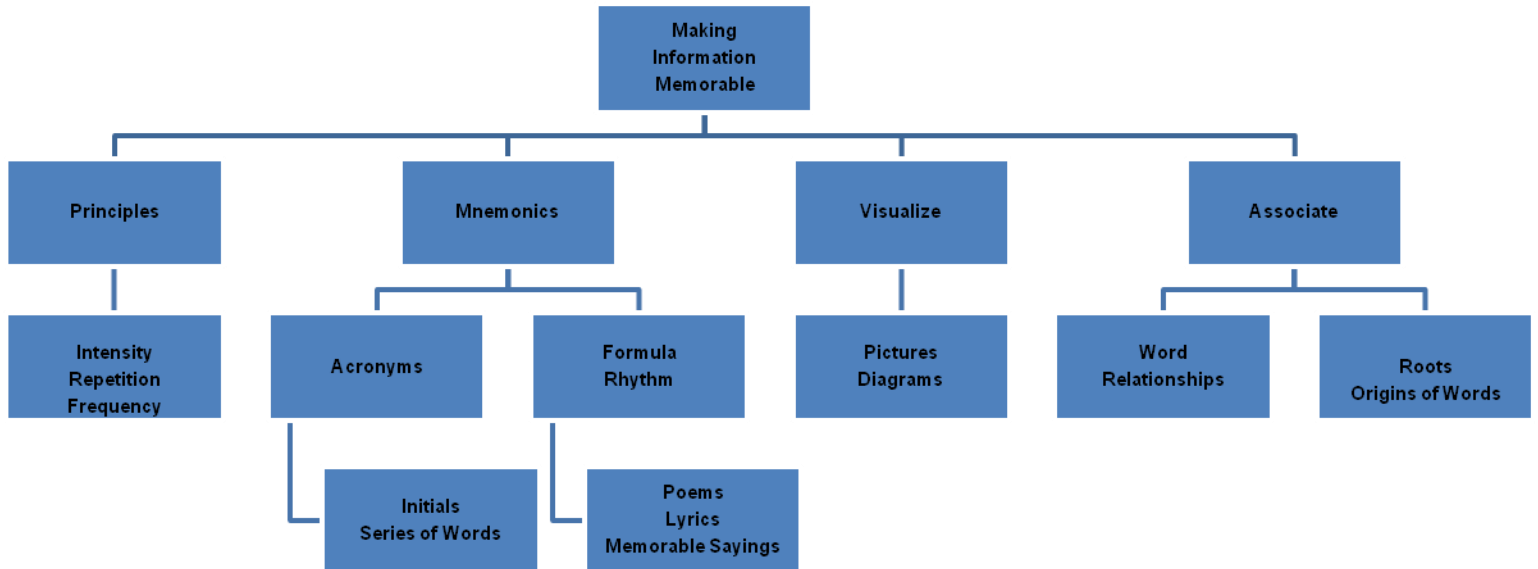 Making
Information
Memorable
Principles
Mnemonics
Visualize
Associate
Intensity
Repetition
Frequency
Acronyms
Formula
Rhythm
Pictures
Diagrams
Word
Relationships
Roots
Origins of Words
Initials
Series of Words
Poems
Lyrics
Memorable Sayings